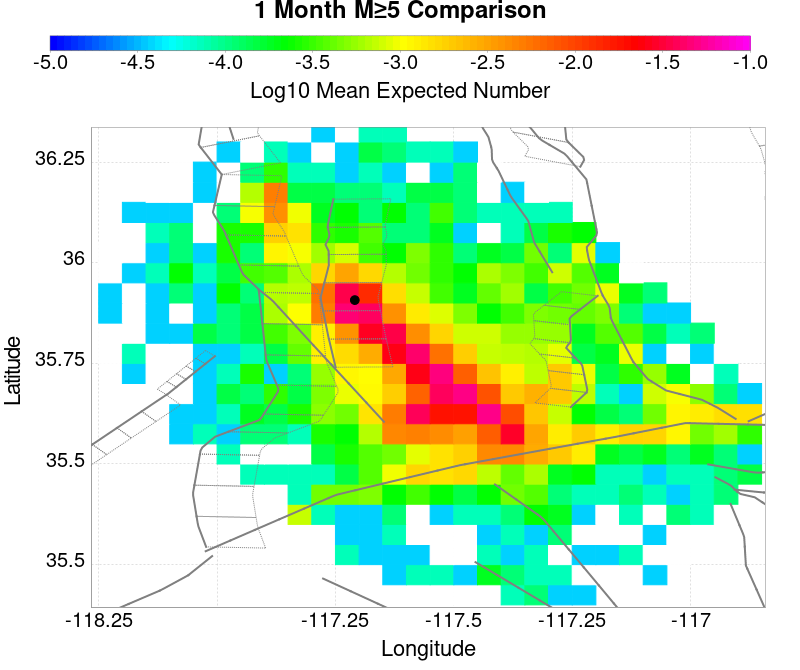 1 Month M≥5 Comparison
-5.0 -4.5 -4.0 -3.5 -3.0 -2.5 -2.0 -1.5 -1.0
Log10 Mean Expected Number
36.25
36
35.75
35.5
35.5
Latitude
-118.25 -117.25 -117.5 -117.25 -117
Longitude